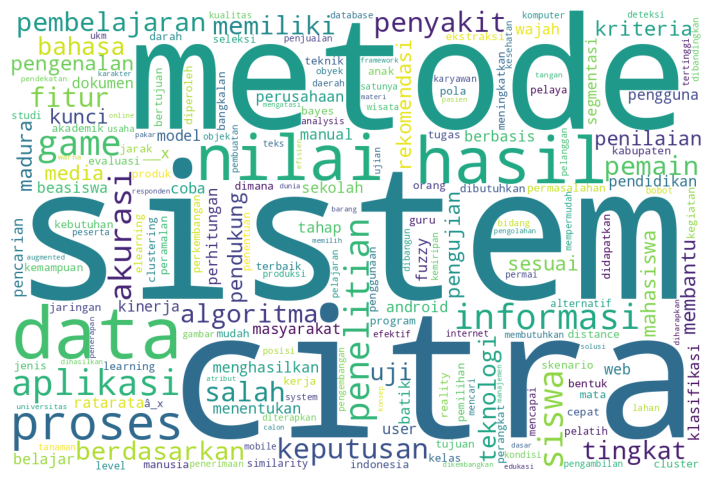 kualitas
ukm
darah
database
penjualan
komputer
ekstraksi
wajah
deteksi
pembelajaran
memiliki
seleksi
penyakit
kriteria
tertinggi
kesehatan
dibandingkan
bahasa
metode
pengenalan
pendekatan
framework
karakter
mengatasi
teknik
obyek
daerah
anak
satunya
materi
karyawan
pola
pasien
tangan
meningkatkan
segmentasi
dokumen
bertujuan
diperoleh
bangkalan
perusahaan
wisata
rekomendasi
pelaya
pengguna
fitur
studi
online
kunci
pakar
pembuatan
bayes
analysis
manual
tugas
berbasis
pelanggan
penilaian
kabupaten
akademik
usaha
model
objek
teks
efisien
ujian
game
jarak
evaluasi
__x
nilai
hasil
pemain
madura
media
warna
produk
beasiswa
coba
dimana
dunia
orang
dibutuhkan
permasalahan
pendidikan
bobot
responden
sekolah
barang
bidang
mempermudah
kegiatan
pencarian
kebutuhan
peserta
augmented
kemampuan
akurasi
elearning
clustering
peramalan
perkembangan
penentuan
perhitungan
pendukung
terbaik
produksi
tahap
memilih
pelajaran
penelitian
penggunaan
kemiripan
guru
dibangun
fuzzy
pengujian
pengolahan
permai
sesuai
mahasiswa
didapatkan
membantu
sistem
jaringan
kinerja
algoritma
masyarakat
android
informasi
alternatif
diharapkan
data
penerapan
gambar
mudah
efektif
program
internet
membutuhkan
distance
solusi
jenis
learning
menghasilkan
posisi
uji
pengembangan
mencari
reality
pemilihan
manajemen
teknologi
skenario
bentuk
web
klasifikasi
aplikasi
dihasilkan
ratarata
â_x
salah
atribut
kerja
batik
perangkat
siswa
mata
mencapai
cepat
lahan
citra
proses
universitas
menentukan
system
diterapkan
konsep
user
tujuan
dasar
pelatih
kondisi
tingkat
tanaman
berdasarkan
calon
keputusan
kelas
dikembangkan
edukasi
pengambilan
belajar
level
manusia
mobile
penerimaan
similarity
indonesia
cluster